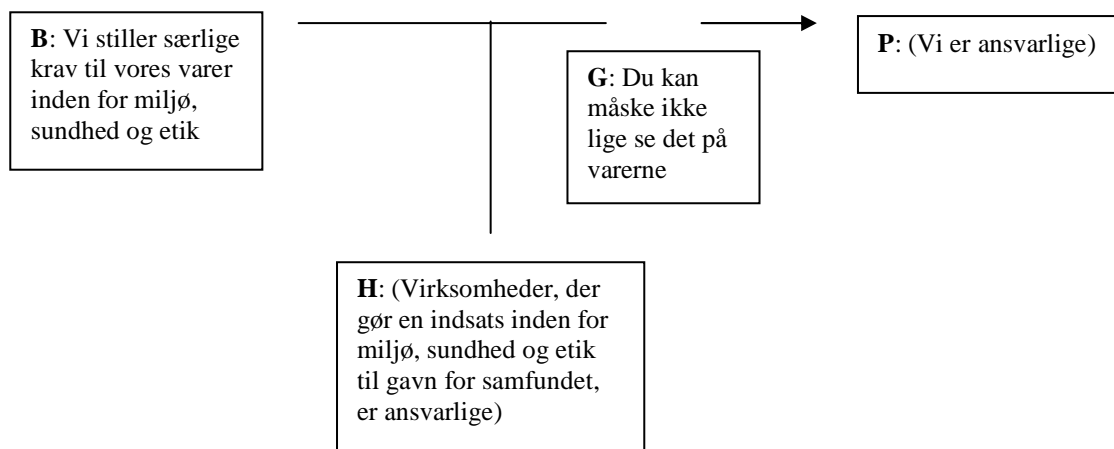 B: Vi stiller særlige
krav til vores varer
inden for miljø,
sundhed og etik
G: Du kan
måske ikke
lige se det på
varerne
P: (Vi er ansvarlige)
H: (Virksomheder, der
gør en indsats inden for
miljø, sundhed og etik
til gavn for samfundet,
er ansvarlige)